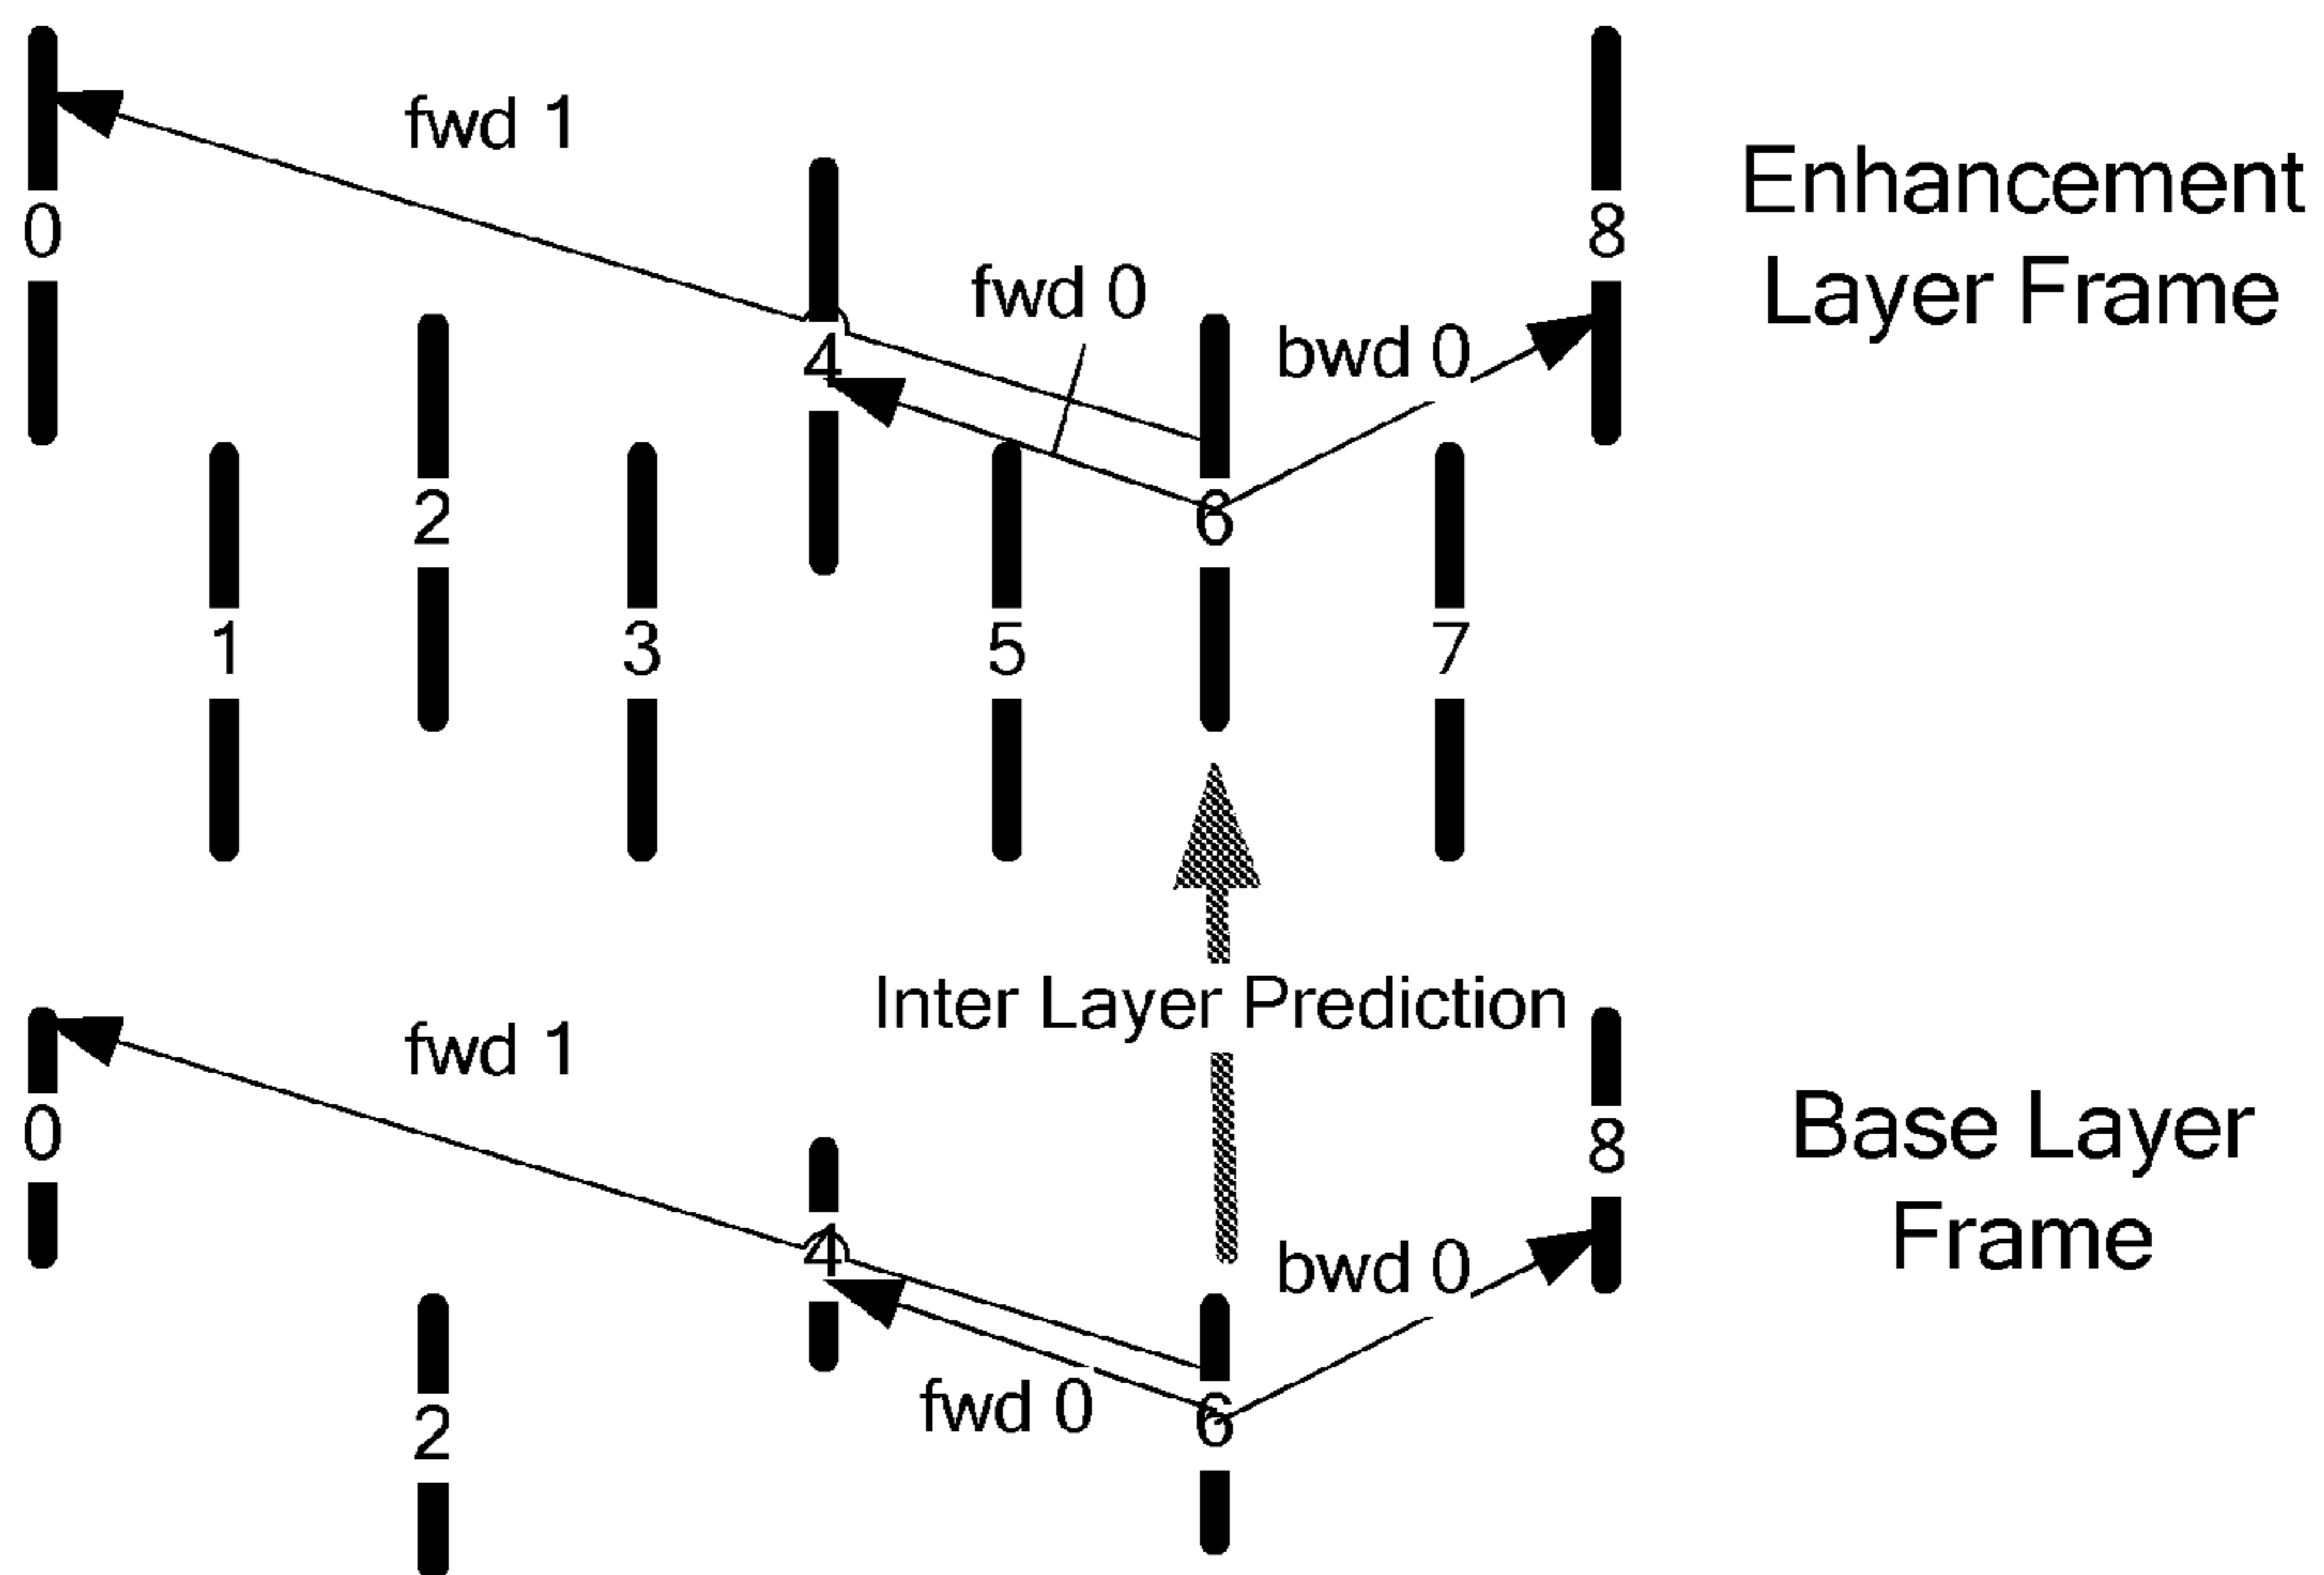 fwd 1
0
8
Enhancement
Layer Frame
fwd 0
4
bwd 0
2
6
1
3
5
7
Inter Layer Prediction
fwd 1
0
8
Base Layer
Frame
4
bwd 0
fwd 0
6
2